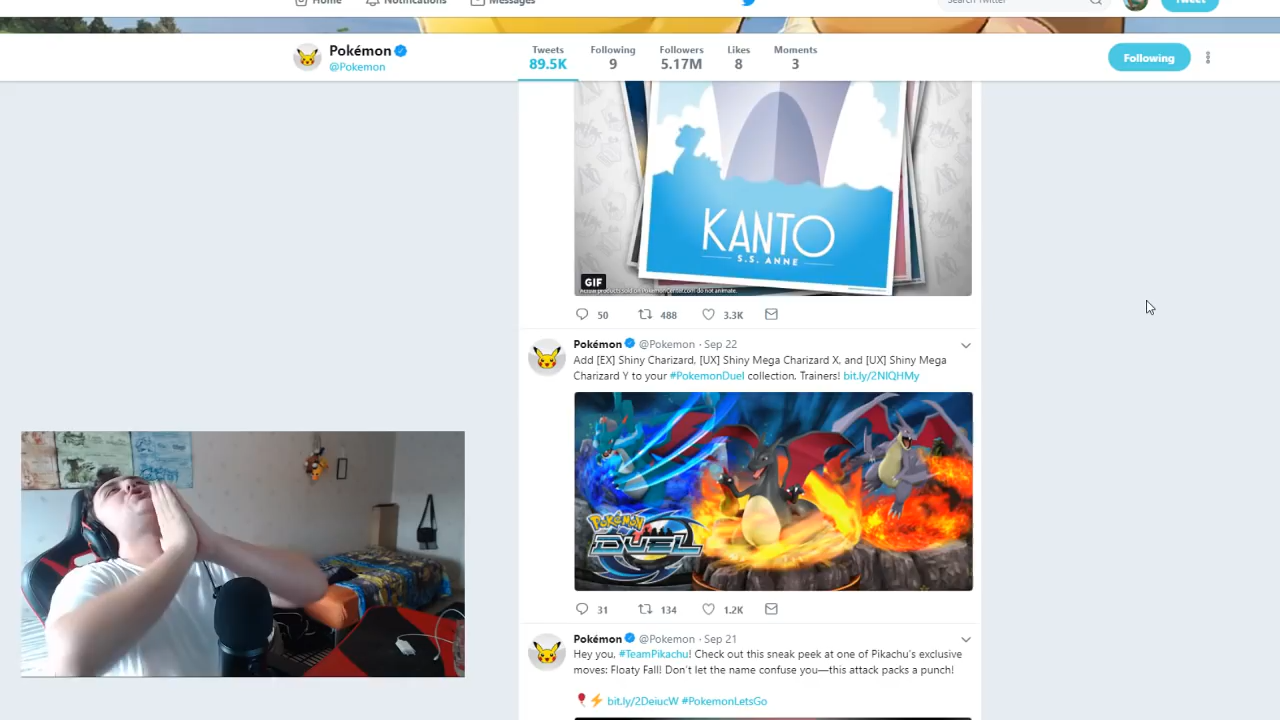 Home Notifications Messages Search Twitter Tweet
Pokémon
@Pokemon
Tweets Following Followers Likes Moments
89.5K 9 5.17M 8 3
Following
KANTO
S.S. ANNE
GIF
50 488 3.3K
Pokémon @Pokemon · Sep 22
Add [EX] Shiny Charizard, [UX] Shiny Mega Charizard X, and [UX] Shiny Mega
Charizard Y to your #PokemonDuel collection, Trainers! bit.ly/2NIQHMy
POKéMON
DUEL
31 134 1.2K
Pokémon @Pokemon · Sep 21
Hey you, #TeamPikachu! Check out this sneak peek at one of Pikachu's exclusive
moves: Floaty Fall! Don't let the name confuse you—this attack packs a punch!
bit.ly/2DeiucW #PokemonLetsGo